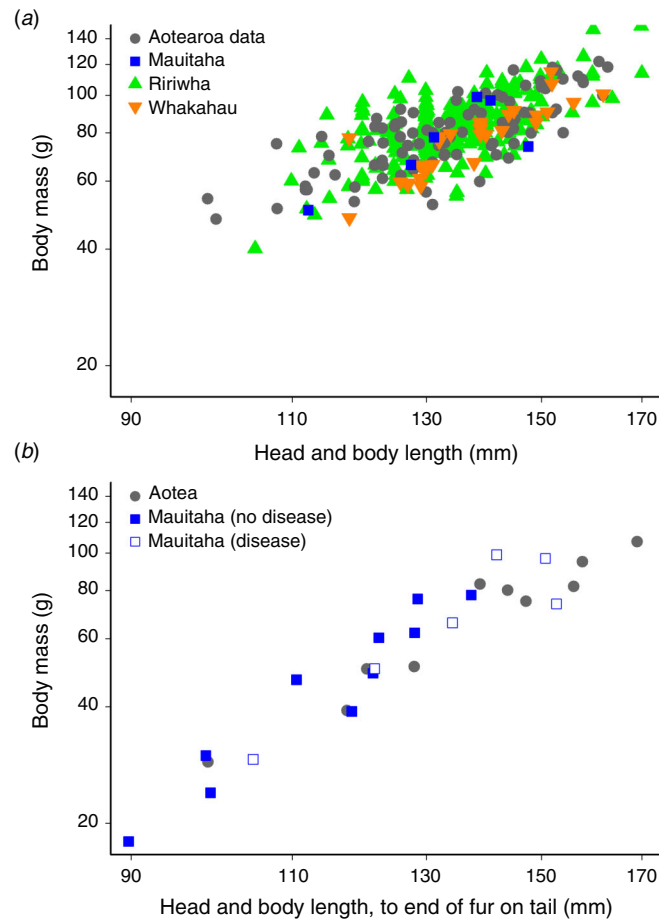 (a)
140
120
100
80
60
40
20
Body mass (g)
Aotearoa data
Mauitaha
Ririwha
Whakahau
90 110 130 150 170
Head and body length (mm)
(b)
140
120
100
80
60
40
20
Body mass (g)
Aotea
Mauitaha (no disease)
Mauitaha (disease)
90 110 130 150 170
Head and body length, to end of fur on tail (mm)